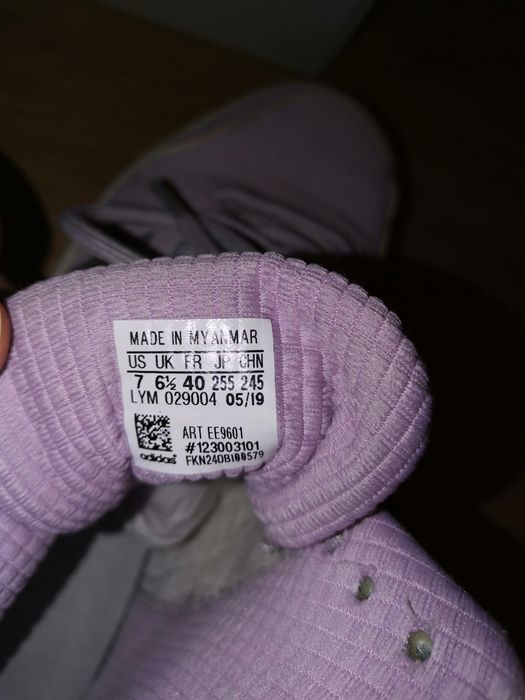 MADE IN MYANMAR
US UK FR JP CHN
7 6½ 40 255 245
LYM 029004 05/19
ART EE9601
#123003101
adidas FKN24DB188579